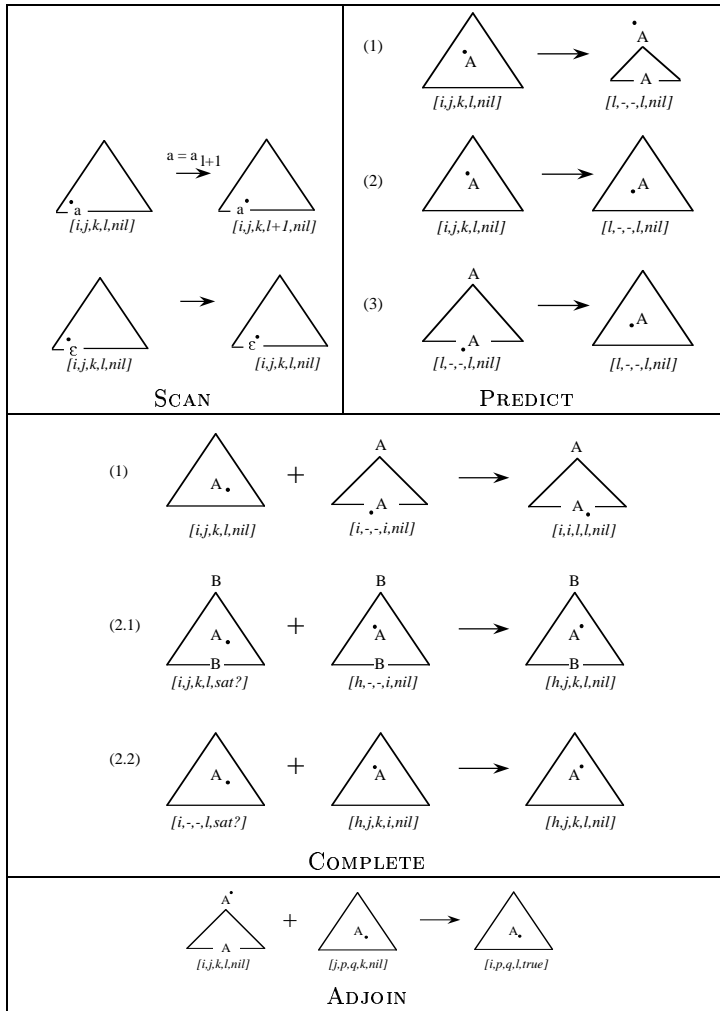 a = a l+1
a a
[i,j,k,l,nil] [i,j,k,l+1,nil]
ε ε
[i,j,k,l,nil] [i,j,k,l,nil]
SCAN
(1) A A
A
[i,j,k,l,nil] [l,-,-,l,nil]
(2) A A
[i,j,k,l,nil] [l,-,-,l,nil]
(3) A
A A
[l,-,-,l,nil] [l,-,-,l,nil]
PREDICT
(1) A A
A + A A
[i,j,k,l,nil] [i,-,-,i,nil] [i,i,l,l,nil]
B B B
(2.1) A + A A
B B B
[i,j,k,l,sat?] [h,-,-,i,nil] [h,j,k,l,nil]
(2.2) A + A A
[i,-,-,l,sat?] [h,j,k,i,nil] [h,j,k,l,nil]
COMPLETE
A
+ A A
A
[i,j,k,l,nil] [j,p,q,k,nil] [i,p,q,l,true]
ADJOIN